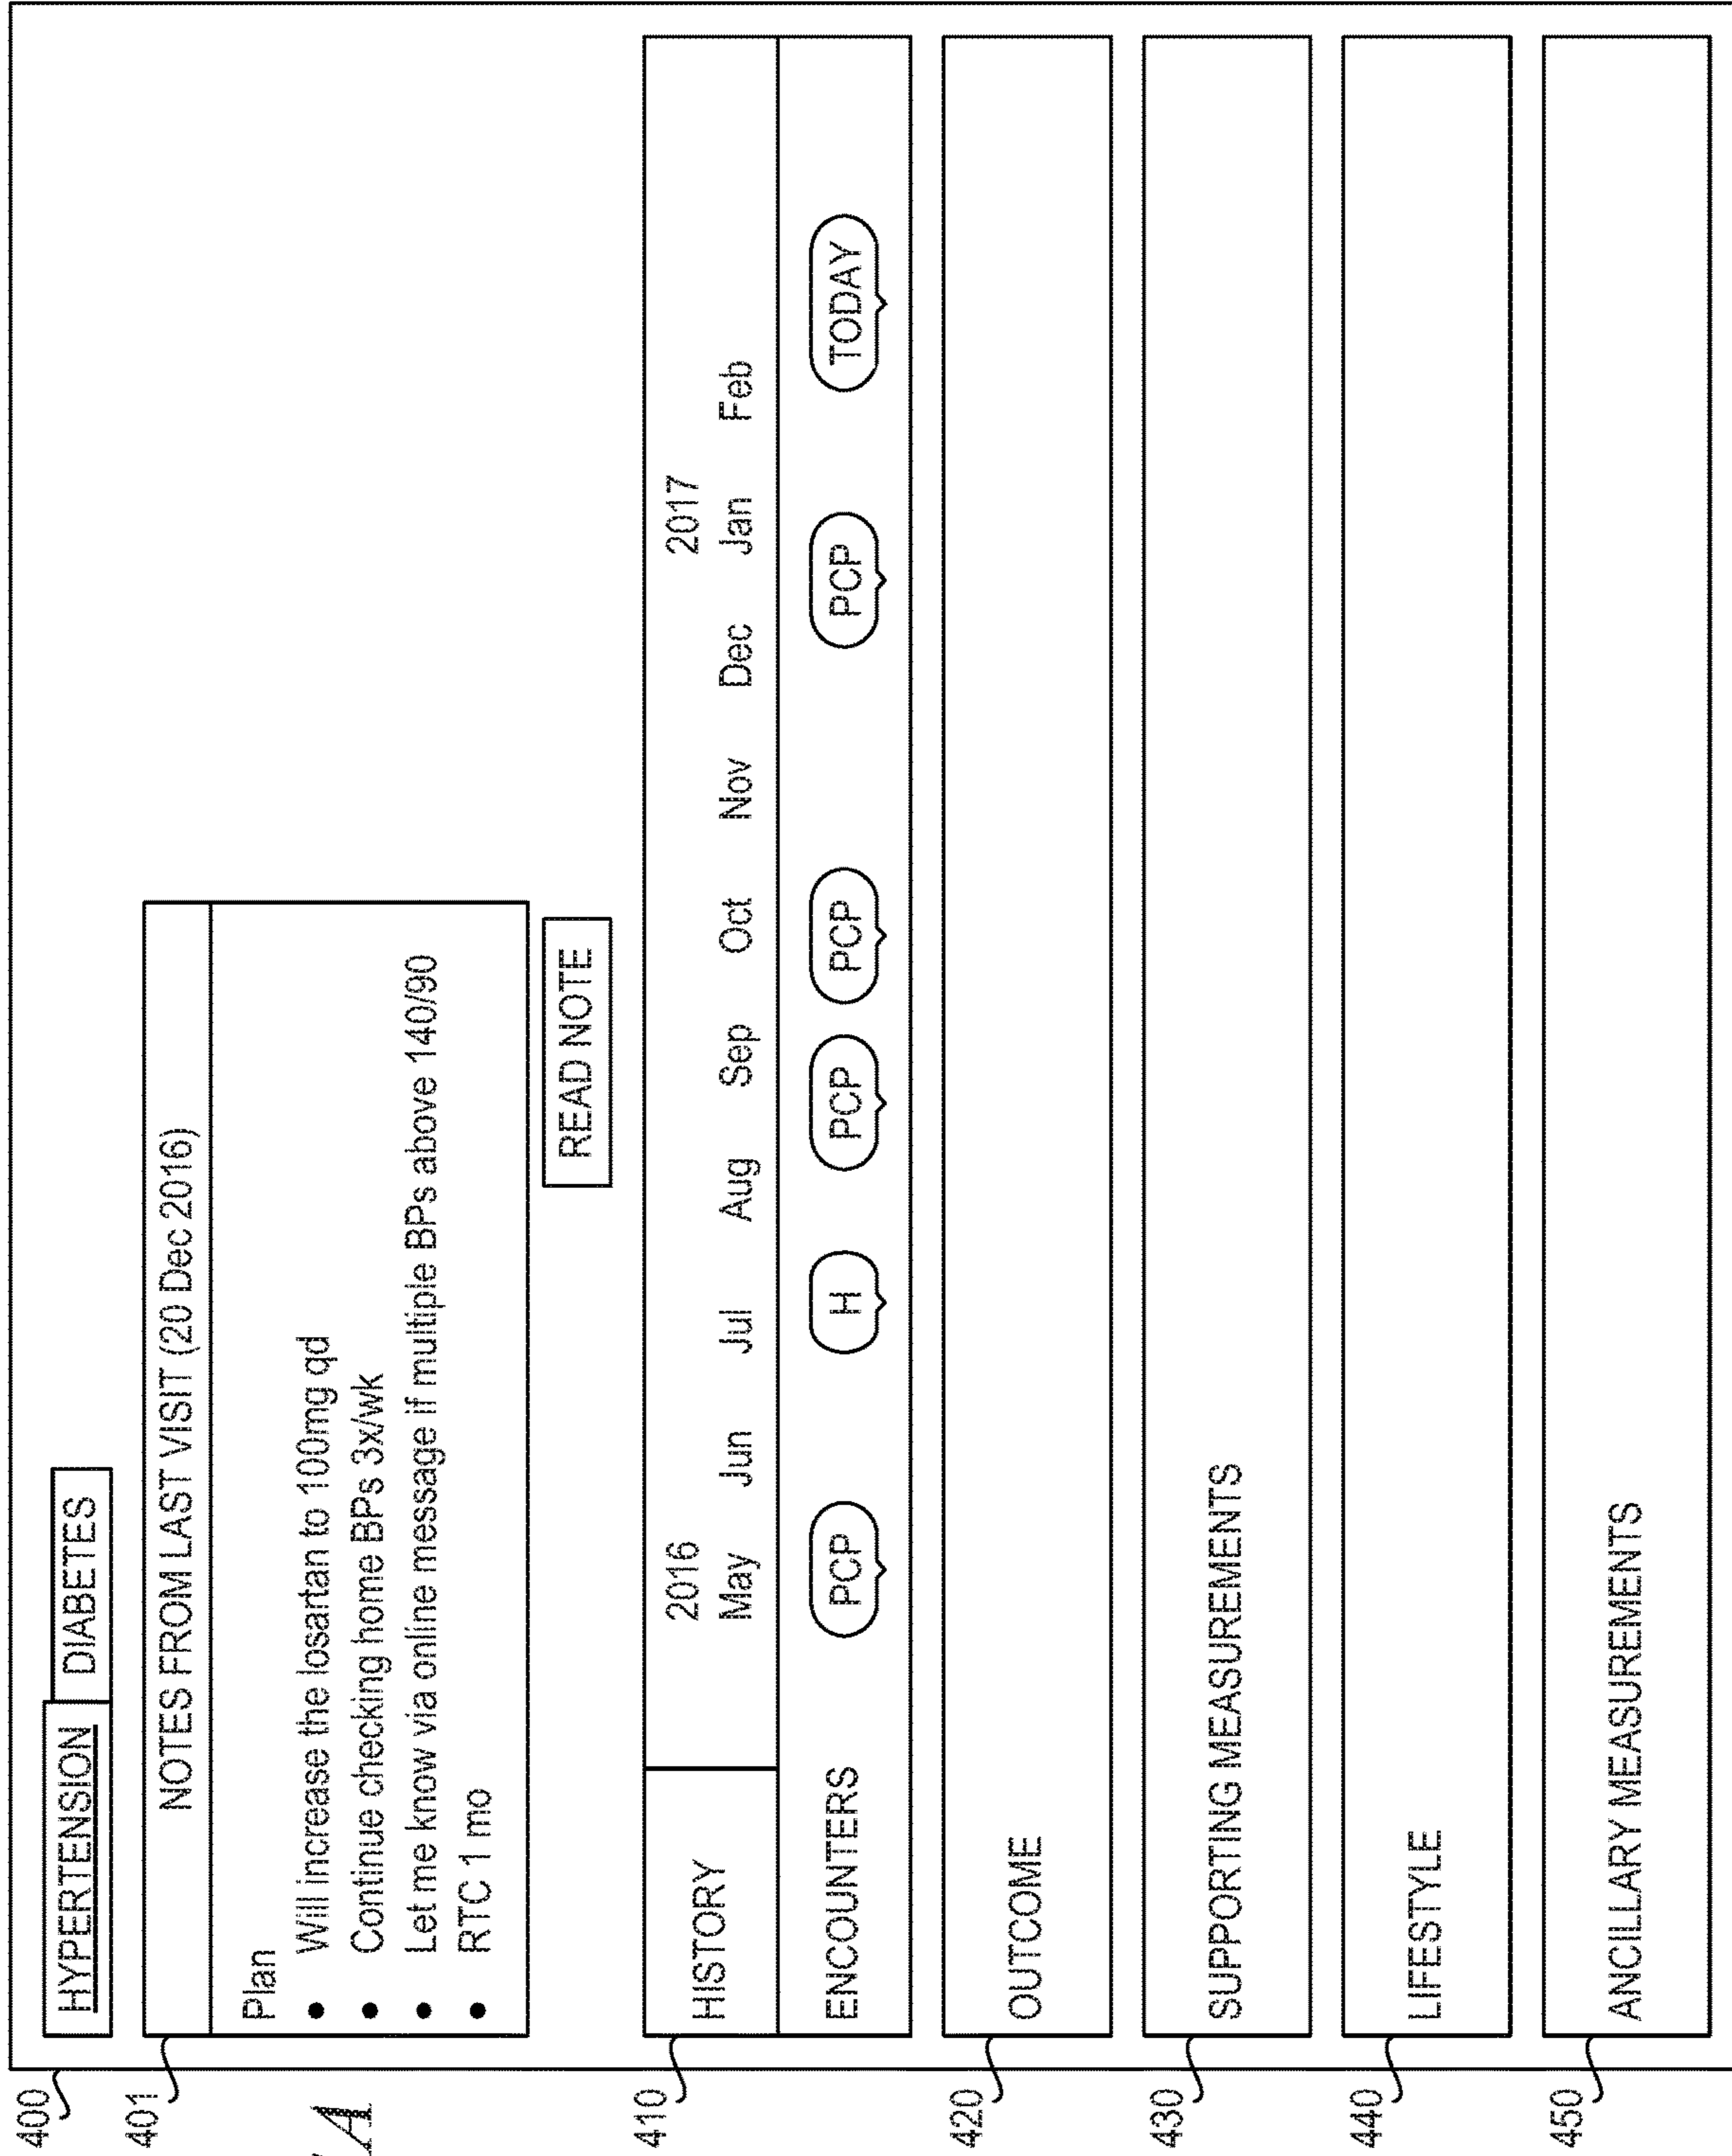 400
HYPERTENSION DIABETES
401
NOTES FROM LAST VISIT (20 Dec 2016)
Plan
• Will increase the losartan to 100mg qd
• Continue checking home BPs 3x/wk
• Let me know via online message if multiple BPs above 140/90
• RTC 1 mo
READ NOTE
410
HISTORY
2016 2017
May Jun Jul Aug Sep Oct Nov Dec Jan Feb
ENCOUNTERS PCP H PCP PCP PCP TODAY
420
OUTCOME
430
SUPPORTING MEASUREMENTS
440
LIFESTYLE
450
ANCILLARY MEASUREMENTS